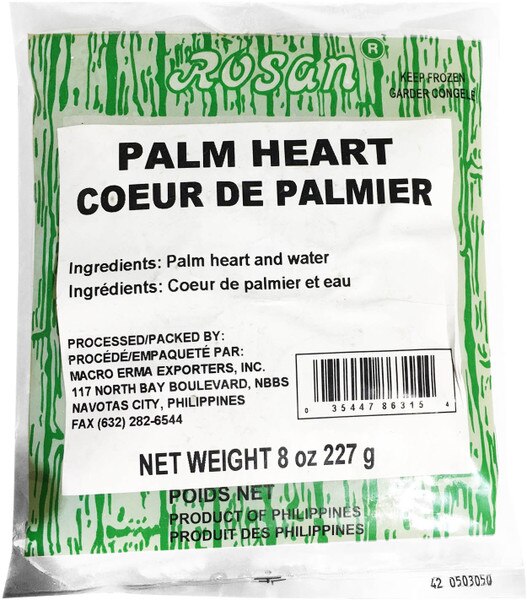 Rosan®
KEEP FROZEN
GARDER CONGELÉ
PALM HEART
COEUR DE PALMIER
Ingredients: Palm heart and water
Ingrédients: Coeur de palmier et eau
PROCESSED/PACKED BY:
PROCÉDÉ/EMPAQUETÉ PAR:
MACRO ERMA EXPORTERS, INC.
117 NORTH BAY BOULEVARD, NBBS
NAVOTAS CITY, PHILIPPINES
FAX (632) 282-6544
0 35447 86315 4
NET WEIGHT 8 oz 227 g
POIDS NET
PRODUCT OF PHILIPPINES
PRODUIT DES PHILIPPINES
42 0503050